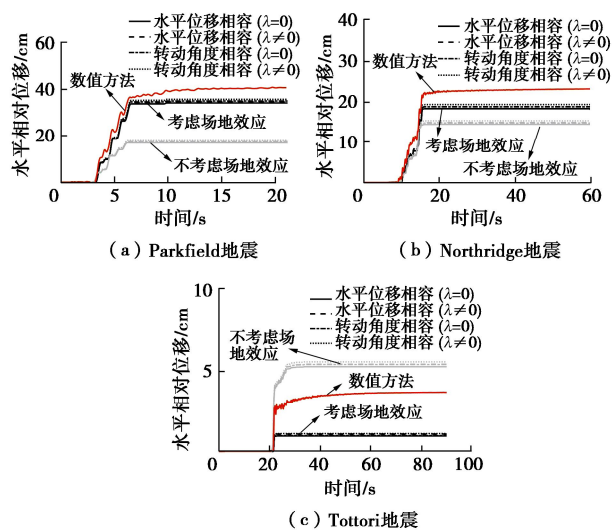 60
40
20
水平相对位移/cm
水平位移相容 (λ=0)
水平位移相容 (λ≠0)
转动角度相容 (λ=0)
转动角度相容 (λ≠0)
数值方法
考虑场地效应
不考虑场地效应
0 5 10 15 20
时间/s
(a) Parkfield地震
40
30
20
10
水平相对位移/cm
水平位移相容 (λ=0)
水平位移相容 (λ≠0)
转动角度相容 (λ=0)
转动角度相容 (λ≠0)
数值方法
考虑场地效应
不考虑场地效应
0 20 40 60
时间/s
(b) Northridge地震
10
5
水平相对位移/cm
水平位移相容 (λ=0)
水平位移相容 (λ≠0)
转动角度相容 (λ=0)
转动角度相容 (λ≠0)
不考虑场
地效应
数值方法
考虑场地效应
0 20 40 60 80 100
时间/s
(c) Tottori地震